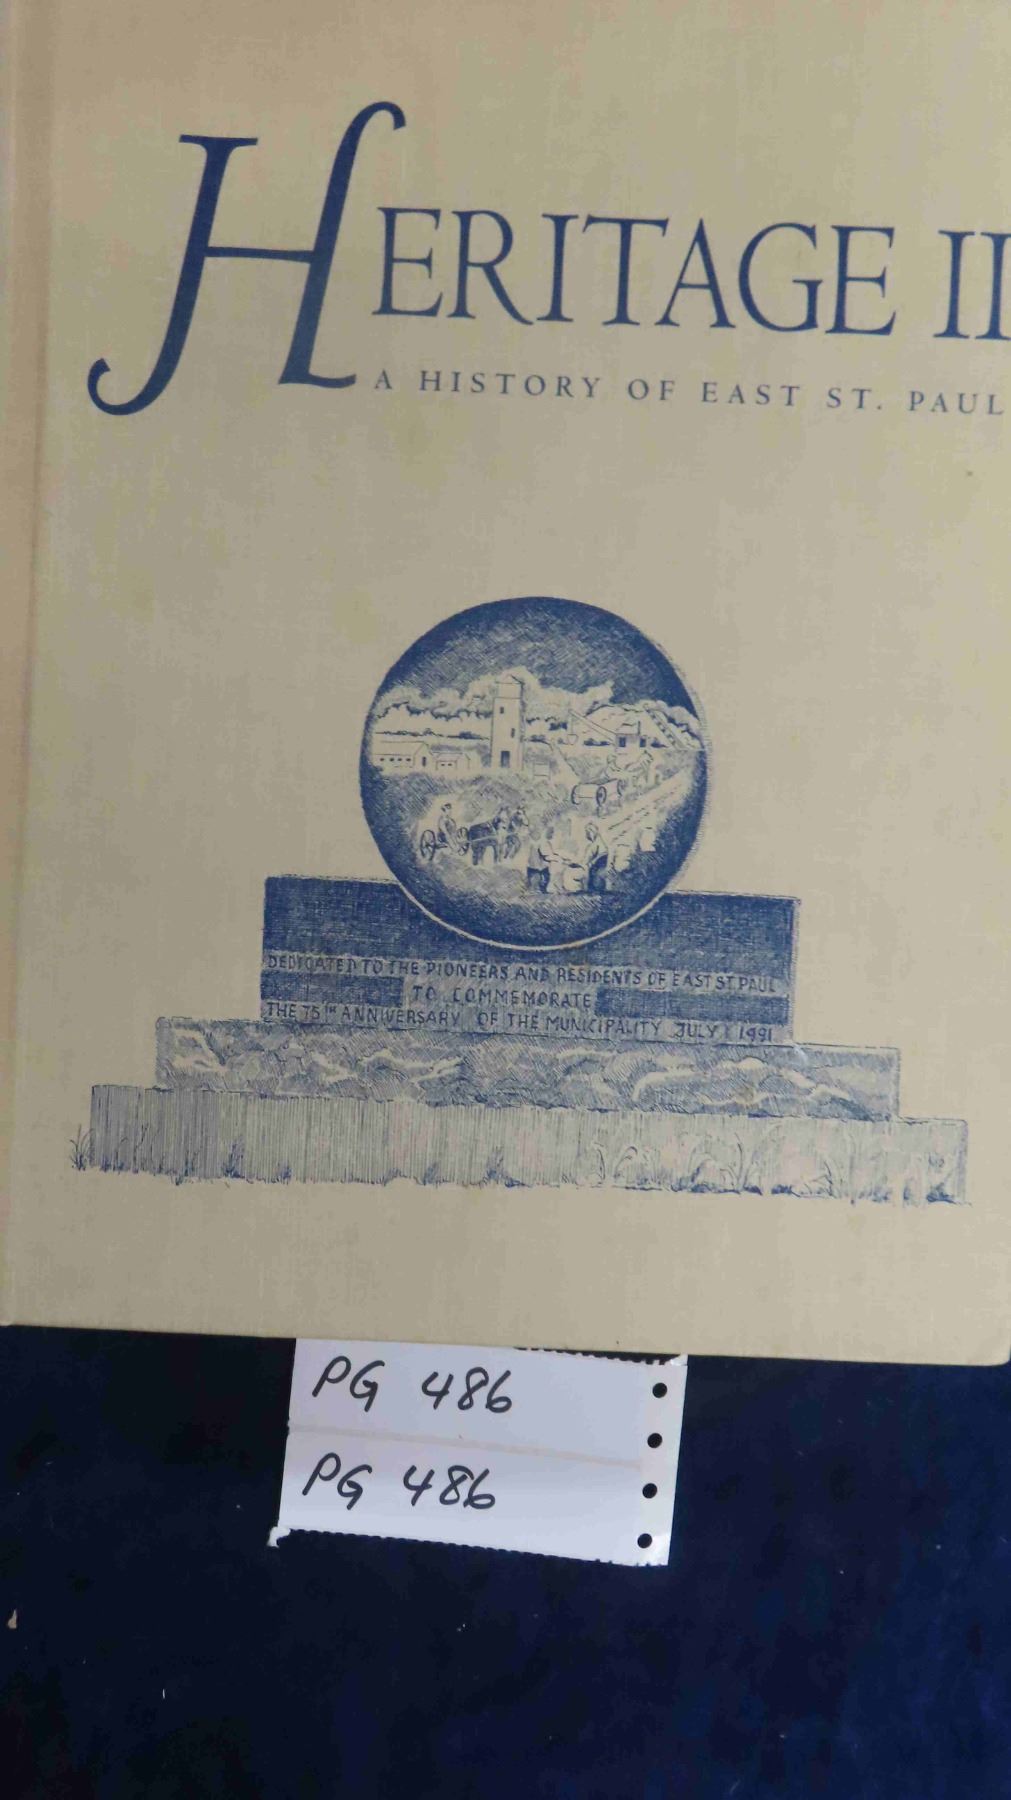 HERITAGE II
A HISTORY OF EAST ST. PAUL
DEDICATED TO THE PIONEERS AND RESIDENTS OF EAST ST. PAUL
TO COMMEMORATE
THE 75TH ANNIVERSARY OF THE MUNICIPALITY JULY 1991
PG 486
PG 486